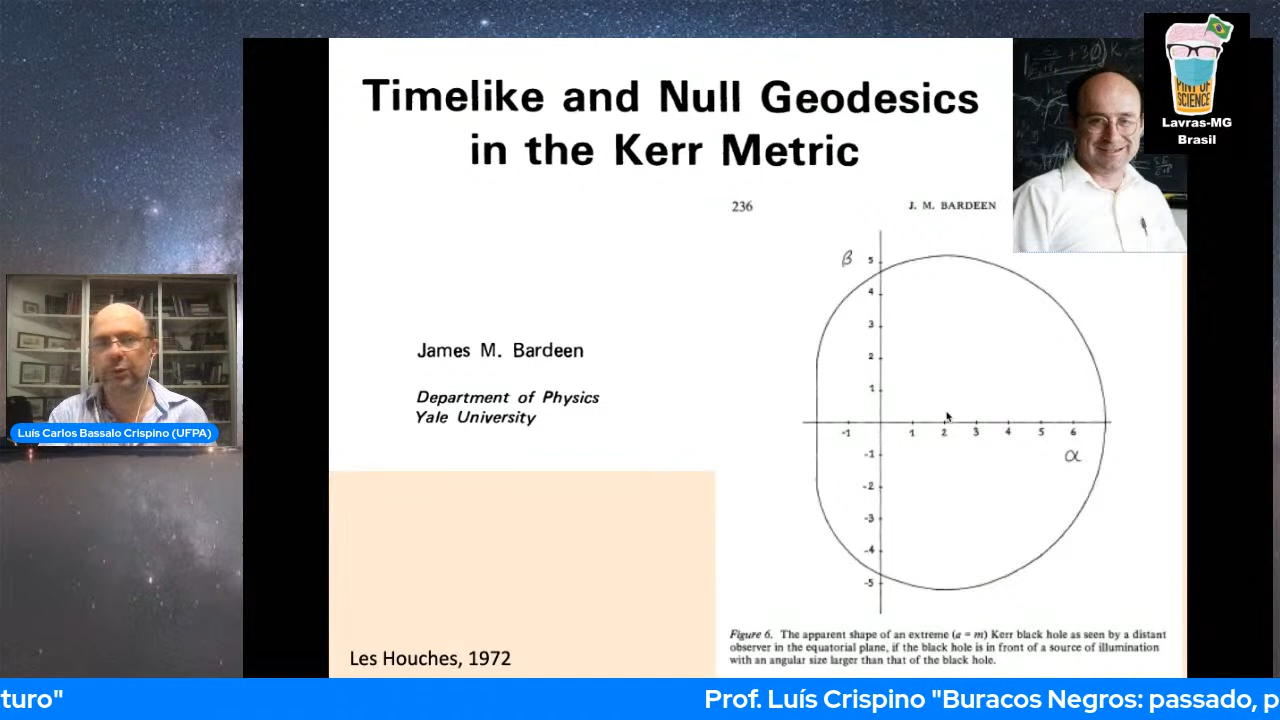 Timelike and Null Geodesics
in the Kerr Metric
PINT OF
SCIENCE
Lavras-MG
Brasil
236
J. M. BARDEEN
β
5
4
3
2
1
-1
1
2
3
4
5
6
-1
α
-2
-3
-4
-5
James M. Bardeen
Department of Physics
Yale University
Luís Carlos Bassalo Crispino (UFPA)
Figure 6. The apparent shape of an extreme (a = m) Kerr black hole as seen by a distant
observer in the equatorial plane, if the black hole is in front of a source of illumination
with an angular size larger than that of the black hole.
Les Houches, 1972
turo"
Prof. Luís Crispino "Buracos Negros: passado, p